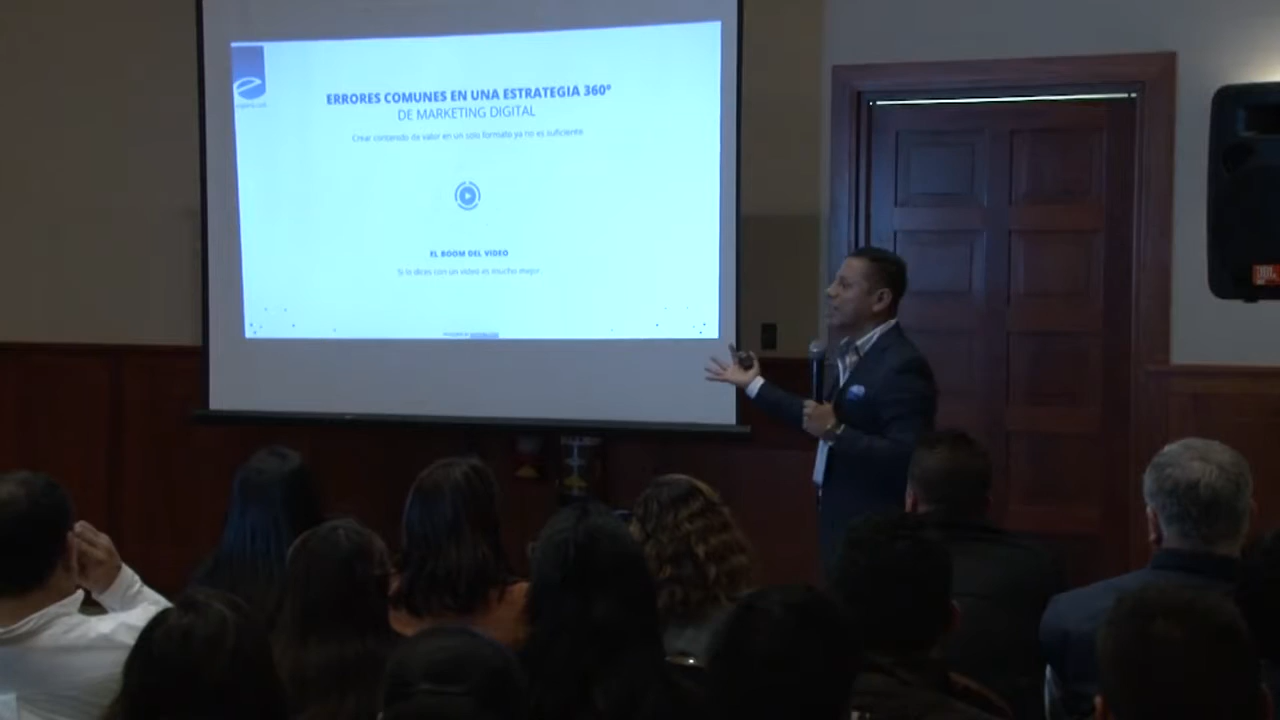 ERRORES COMUNES EN UNA ESTRATEGIA 360°
DE MARKETING DIGITAL
Crear contenido de valor en un solo formato ya no es suficiente
EL BOOM DEL VIDEO
Si lo dices con un video es mucho mejor
JBL